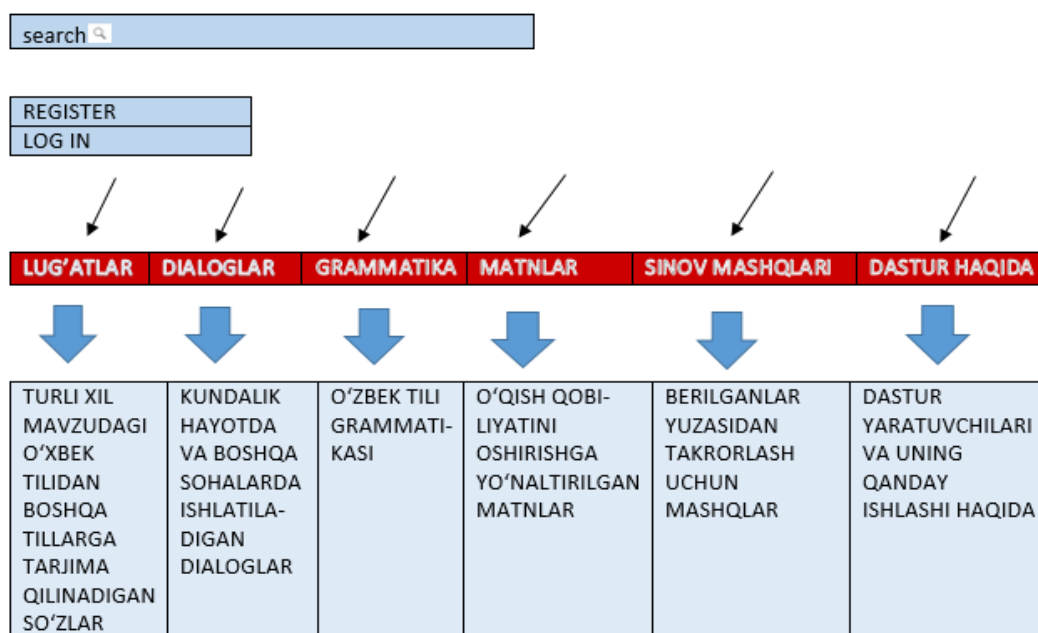 search
REGISTER
LOG IN
LUG’ATLAR DIALOGLAR GRAMMATIKA MATNLAR SINOV MASHQLARI DASTUR HAQIDA
TURLI XIL
MAVZUDAGI
O‘XBEK
TILIDAN
BOSHQA
TILLARGA
TARJIMA
QILINADIGAN
SO‘ZLAR
KUNDALIK
HAYOTDA
VA BOSHQA
SOHALARDA
ISHLATILA-
DIGAN
DIALOGLAR
O‘ZBEK TILI
GRAMMATI-
KASI
O‘QISH QOBI-
LIYATINI
OSHIRISHGA
YO‘NALTIRILGAN
MATNLAR
BERILGANLAR
YUZASIDAN
TAKRORLASH
UCHUN
MASHQLAR
DASTUR
YARATUVCHILARI
VA UNING
QANDAY
ISHLASHI HAQIDA